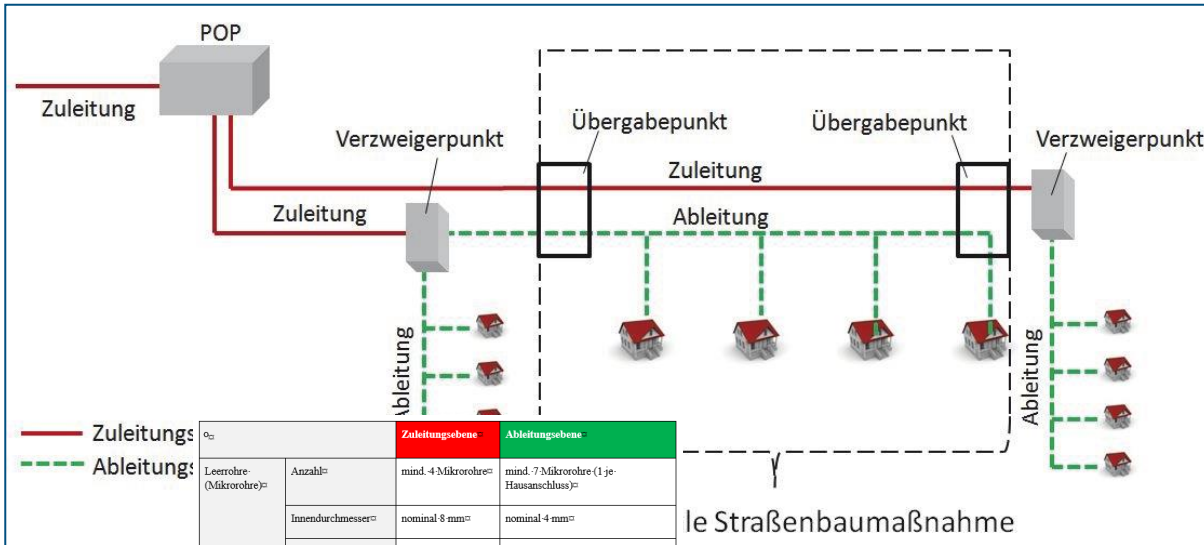 POP
Zuleitung
Verzweigerpunkt
Übergabepunkt
Übergabepunkt
Verzweigerpunkt
Zuleitung
Zuleitung
Ableitung
Ableitung
Ableitung
Zuleitungs
Ableitungs
Zuleitungsebene¤
Ableitungsebene¤
Leerrohre·
(Mikrorohre)¤
Anzahl¤
mind.·4·Mikrorohre¤
mind.·7·Mikrorohre·(1·je·
Hausanschluss)¤
Innendurchmesser¤
nominal·8·mm¤
nominal·4·mm¤
le Straßenbaumaßnahme